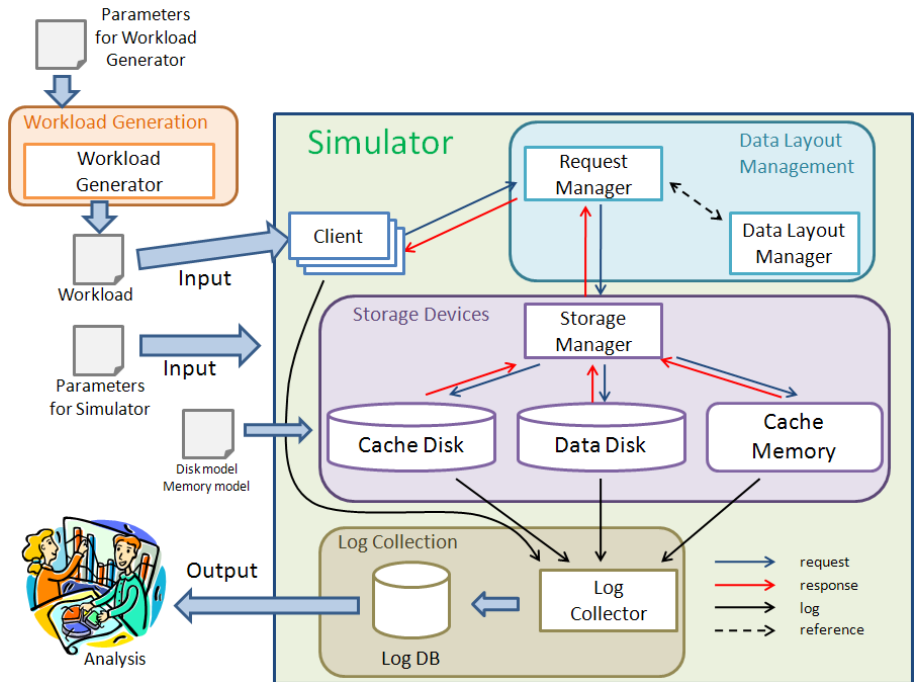 Parameters
for Workload
Generator
Workload Generation
Workload
Generator
Workload
Input
Parameters
for Simulator
Input
Disk model
Memory model
Simulator
Client
Data Layout
Management
Request
Manager
Data Layout
Manager
Storage Devices
Storage
Manager
Cache Disk
Data Disk
Cache
Memory
Log Collection
Log
Collector
Log DB
Output
Analysis
request
response
log
reference